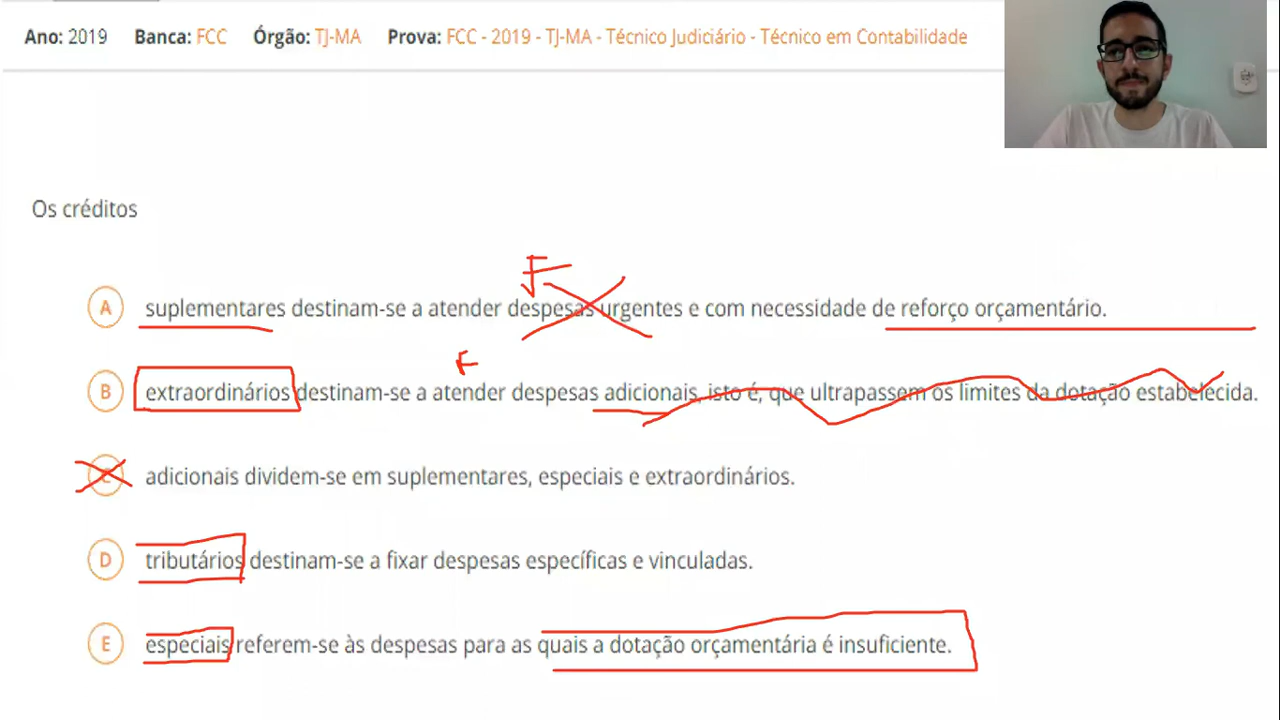 Ano: 2019 Banca: FCC Órgão: TJ-MA Prova: FCC - 2019 - TJ-MA - Técnico Judiciário - Técnico em Contabilidade
Os créditos
F
A suplementares destinam-se a atender despesas urgentes e com necessidade de reforço orçamentário.
F
B extraordinários destinam-se a atender despesas adicionais, isto é, que ultrapassem os limites da dotação estabelecida.
C adicionais dividem-se em suplementares, especiais e extraordinários.
D tributários destinam-se a fixar despesas específicas e vinculadas.
E especiais referem-se às despesas para as quais a dotação orçamentária é insuficiente.